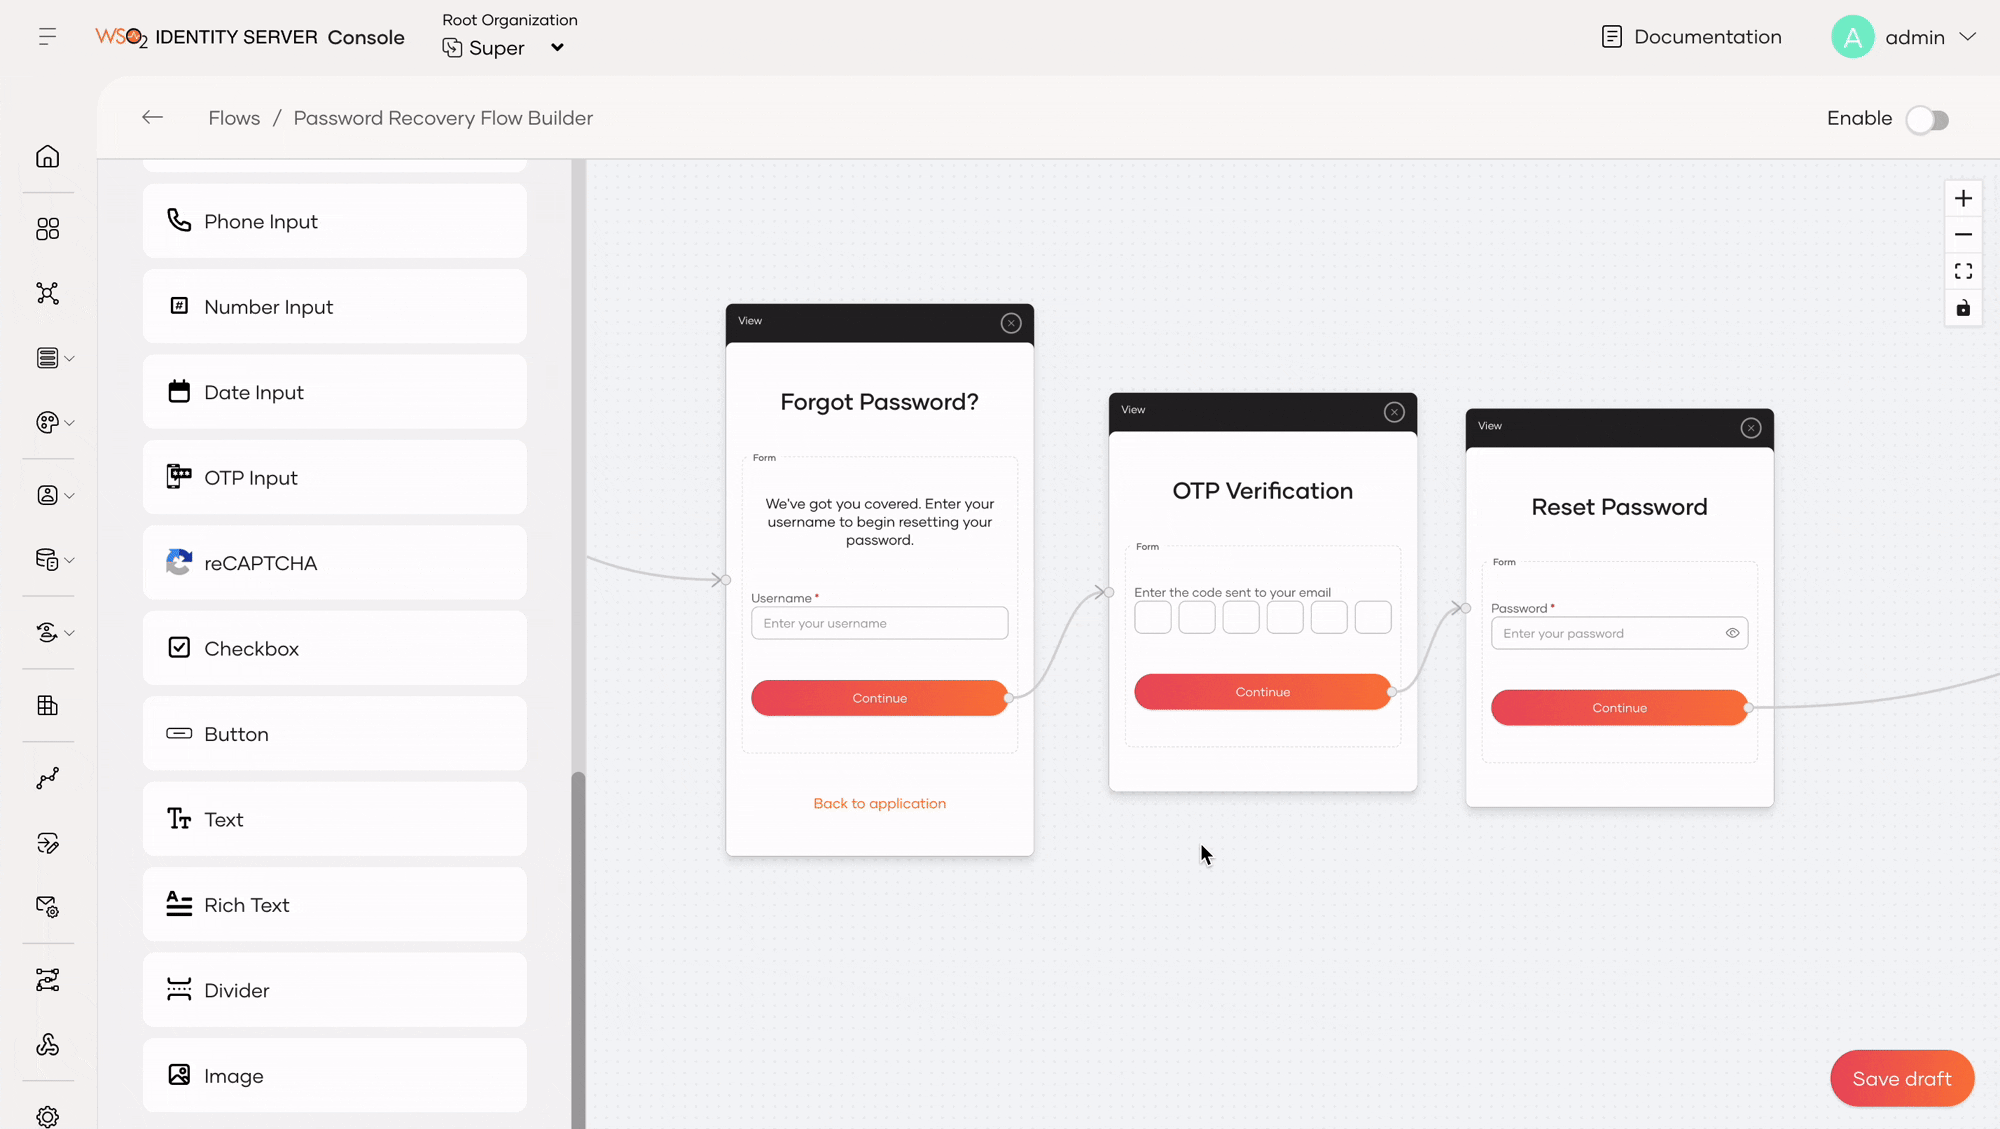 WSO2 IDENTITY SERVER Console
Root Organization
Super
Documentation
A
admin
Flows / Password Recovery Flow Builder
Enable
Phone Input
Number Input
Date Input
OTP Input
reCAPTCHA
Checkbox
Button
Text
Rich Text
Divider
Image
View
Forgot Password?
Form
We've got you covered. Enter your
username to begin resetting your
password.
Username *
Enter your username
Continue
Back to application
View
OTP Verification
Form
Enter the code sent to your email
Continue
View
Reset Password
Form
Password *
Enter your password
Continue
Save draft